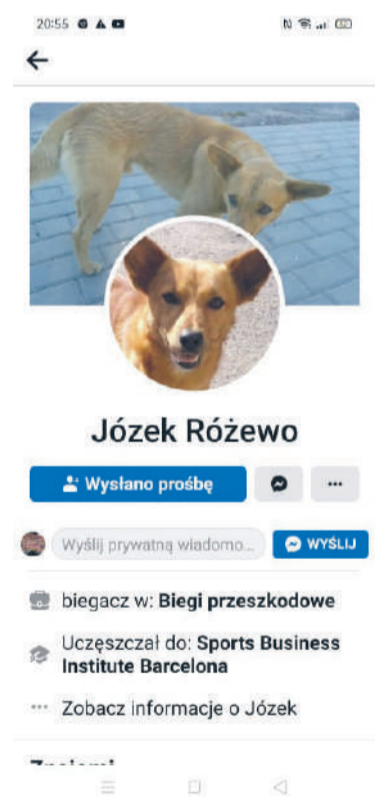 20:55
Józek Różewo
Wysłano prośbę
Wyślij prywatną wiadomo...
WYŚLIJ
biegacz w: Biegi przeszkodowe
Uczęszczał do: Sports Business
Institute Barcelona
Zobacz informacje o Józek